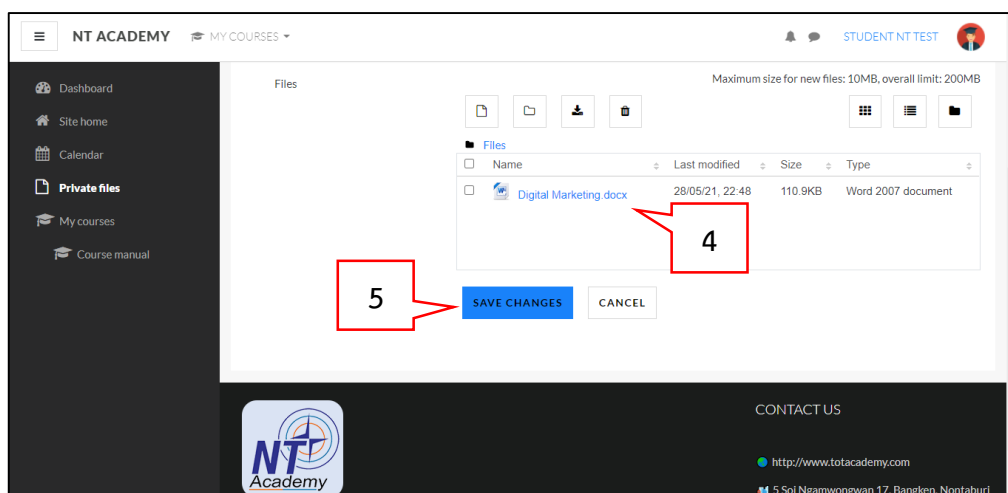 NT ACADEMY MY COURSES STUDENT NT TEST
Dashboard
Site home
Calendar
Private files
My courses
Course manual
Files
Maximum size for new files: 10MB, overall limit: 200MB
Files
Name Last modified Size Type
Digital Marketing.docx 28/05/21, 22:48 110.9KB Word 2007 document
4
5
SAVE CHANGES CANCEL
NT
Academy
CONTACT US
http://www.totacademy.com
5 Soi Ngamwongwan 17, Bangken, Nontaburi